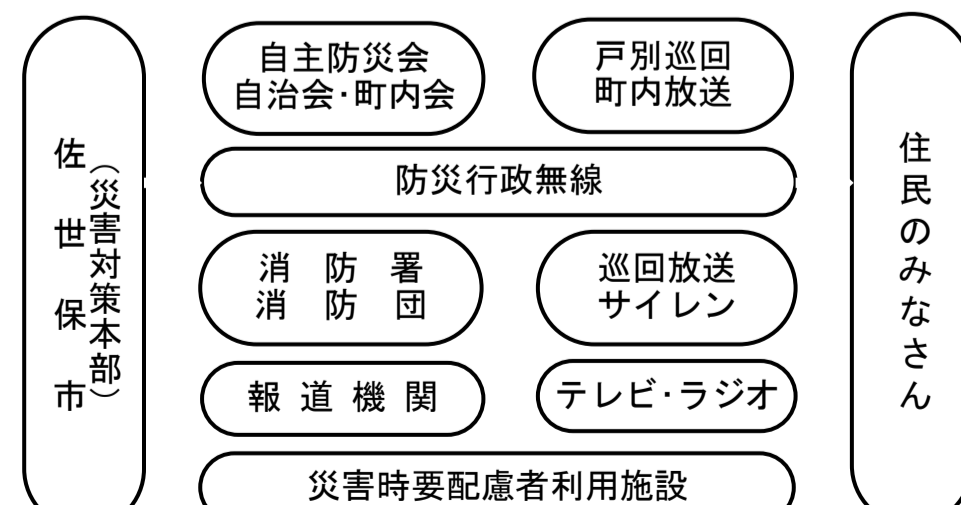 佐世保市
（災害対策本部）
自主防災会
自治会・町内会
戸別巡回
町内放送
防災行政無線
消防署
消防団
巡回放送
サイレン
報道機関
テレビ・ラジオ
災害時要配慮者利用施設
住民のみなさん